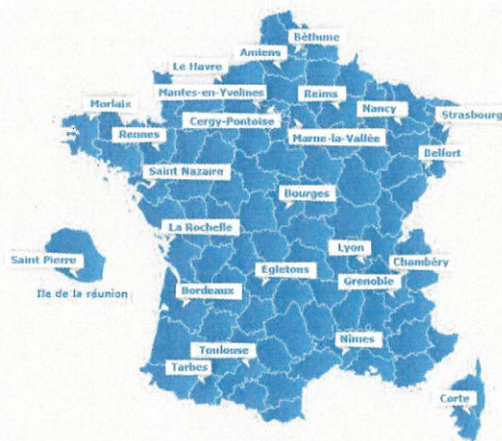 Béthune
Amiens
Le Havre
Mantes-en-Yvelines
Reims
Morlaix
Nancy
Strasbourg
Cergy-Pontoise
Rennes
Marne-la-Vallée
Belfort
Saint Nazaire
Bourges
La Rochelle
Lyon
Saint Pierre
Chambéry
Egletons
Grenoble
Ile de la réunion
Bordeaux
Nîmes
Toulouse
Tarbes
Corte